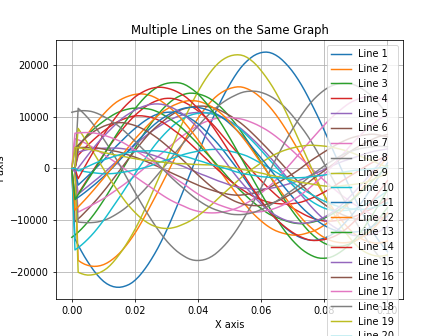 Multiple Lines on the Same Graph
20000
10000
0
−10000
−20000
0.00
0.02
0.04
0.06
X axis
Line 1
Line 2
Line 3
Line 4
Line 5
Line 6
Line 7
Line 8
Line 9
Line 10
Line 11
Line 12
Line 13
Line 14
Line 15
Line 16
Line 17
Line 18
Line 19
Line 20